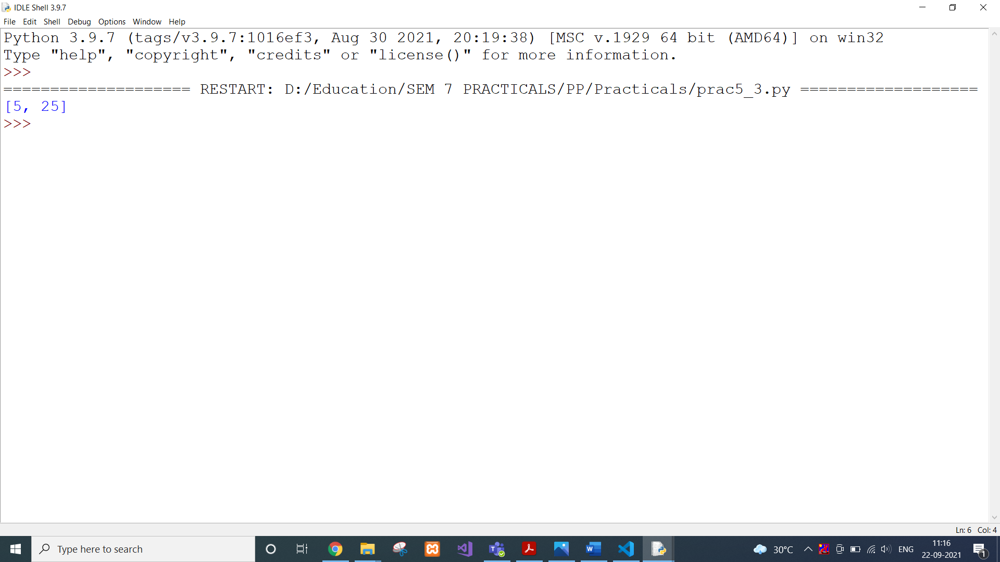 IDLE Shell 3.9.7
File Edit Shell Debug Options Window Help
Python 3.9.7 (tags/v3.9.7:1016ef3, Aug 30 2021, 20:19:38) [MSC v.1929 64 bit (AMD64)] on win32
Type "help", "copyright", "credits" or "license()" for more information.
>>>
==================== RESTART: D:/Education/SEM 7 PRACTICALS/PP/Practicals/prac5_3.py ===================
[5, 25]
>>>
Ln: 6 Col: 4
Type here to search
30°C
ENG
11:16
22-09-2021
1